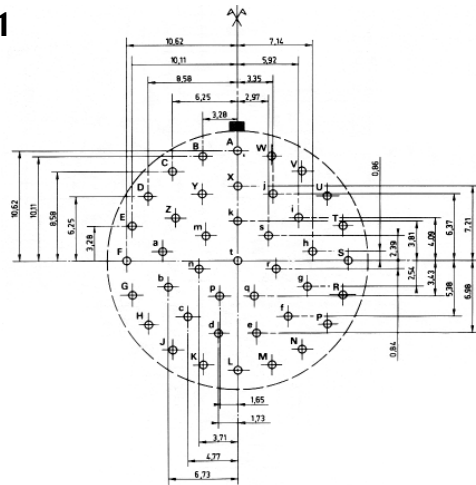 1
10,62 7,14
10,11 5,92
8,58 3,35
6,25 2,97
3,28
A
B W
C V
X
D Y j U
Z i
E k T
m s
a h
F t S
n r
b g
G p q R
c f
H P
d e
J N
K M
L
10,62
10,11
8,58
6,25
3,28
0,86
2,39
3,81
4,09
6,37
7,21
2,54
3,43
5,38
6,98
0,84
1,65
1,73
3,71
4,77
6,73